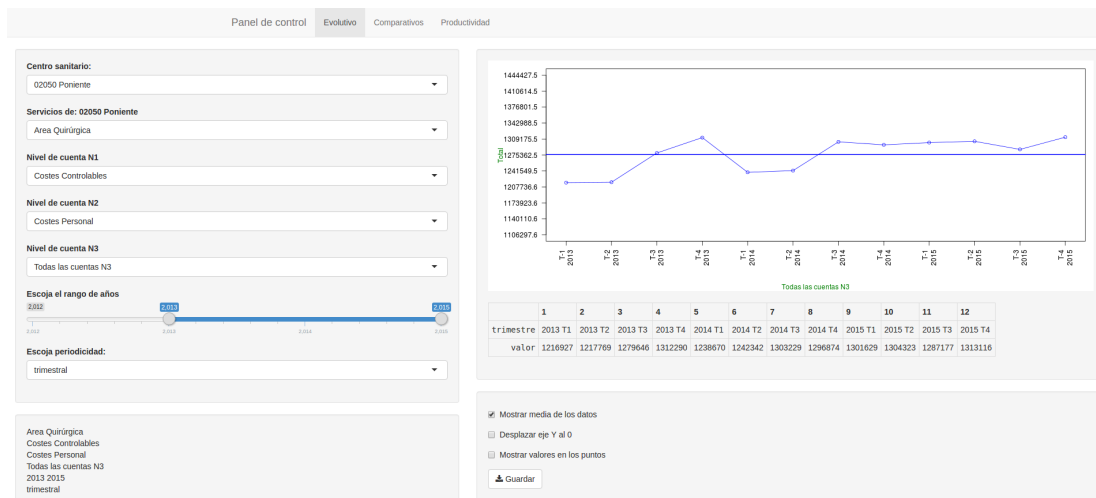 Panel de control Evolutivo Comparativos Productividad
Centro sanitario:
02050 Poniente
Servicios de: 02050 Poniente
Area Quirúrgica
Nivel de cuenta N1
Costes Controlables
Nivel de cuenta N2
Costes Personal
Nivel de cuenta N3
Todas las cuentas N3
Escoja el rango de años
2,012 2,013 2,015
2,012 2,013 2,014 2,015
Escoja periodicidad:
trimestral
Area Quirúrgica
Costes Controlables
Costes Personal
Todas las cuentas N3
2013 2015
trimestral
1444427.5
1410614.5
1376801.5
1342988.5
1309175.5
1275362.5
1241549.5
1207736.6
1173923.6
1140110.6
1106297.6
Total
T-1 2013
T-2 2013
T-3 2013
T-4 2013
T-1 2014
T-2 2014
T-3 2014
T-4 2014
T-1 2015
T-2 2015
T-3 2015
T-4 2015
Todas las cuentas N3
1 2 3 4 5 6 7 8 9 10 11 12
trimestre 2013 T1 2013 T2 2013 T3 2013 T4 2014 T1 2014 T2 2014 T3 2014 T4 2015 T1 2015 T2 2015 T3 2015 T4
valor 1216927 1217769 1279646 1312290 1238670 1242342 1303229 1296874 1301629 1304323 1287177 1313116
Mostrar media de los datos
Desplazar eje Y al 0
Mostrar valores en los puntos
Guardar